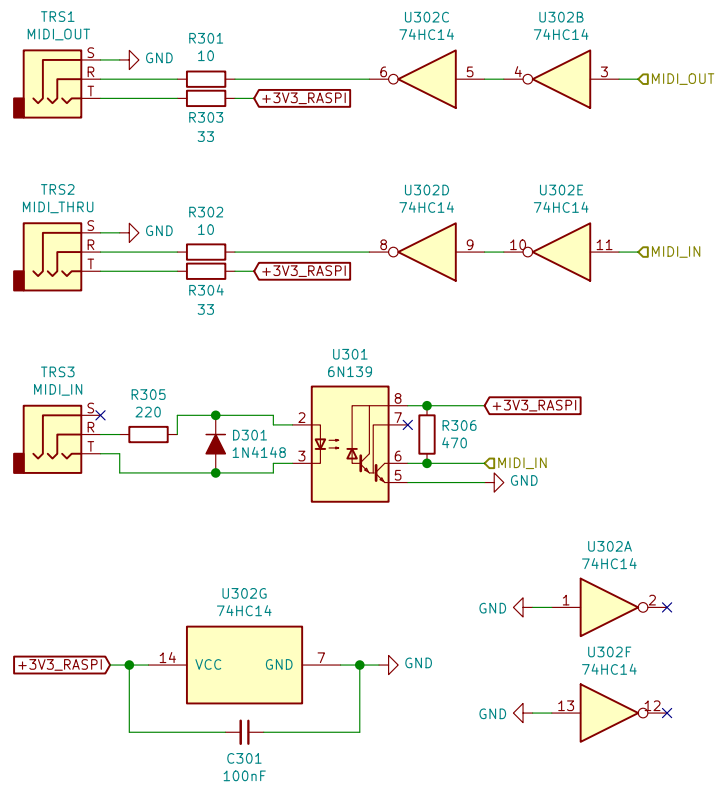 TRS1
MIDI_OUT
S
R
T
GND
R301
10
+3V3_RASPI
R303
33
U302C
74HC14
6
5
U302B
74HC14
4
3
MIDI_OUT
TRS2
MIDI_THRU
S
R
T
GND
R302
10
+3V3_RASPI
R304
33
U302D
74HC14
8
9
U302E
74HC14
10
11
MIDI_IN
TRS3
MIDI_IN
S
R
T
R305
220
D301
1N4148
U301
6N139
2
3
8
7
6
5
+3V3_RASPI
R306
470
MIDI_IN
GND
U302G
74HC14
+3V3_RASPI
14
VCC
GND
7
GND
C301
100nF
U302A
74HC14
GND
1
2
U302F
74HC14
GND
13
12